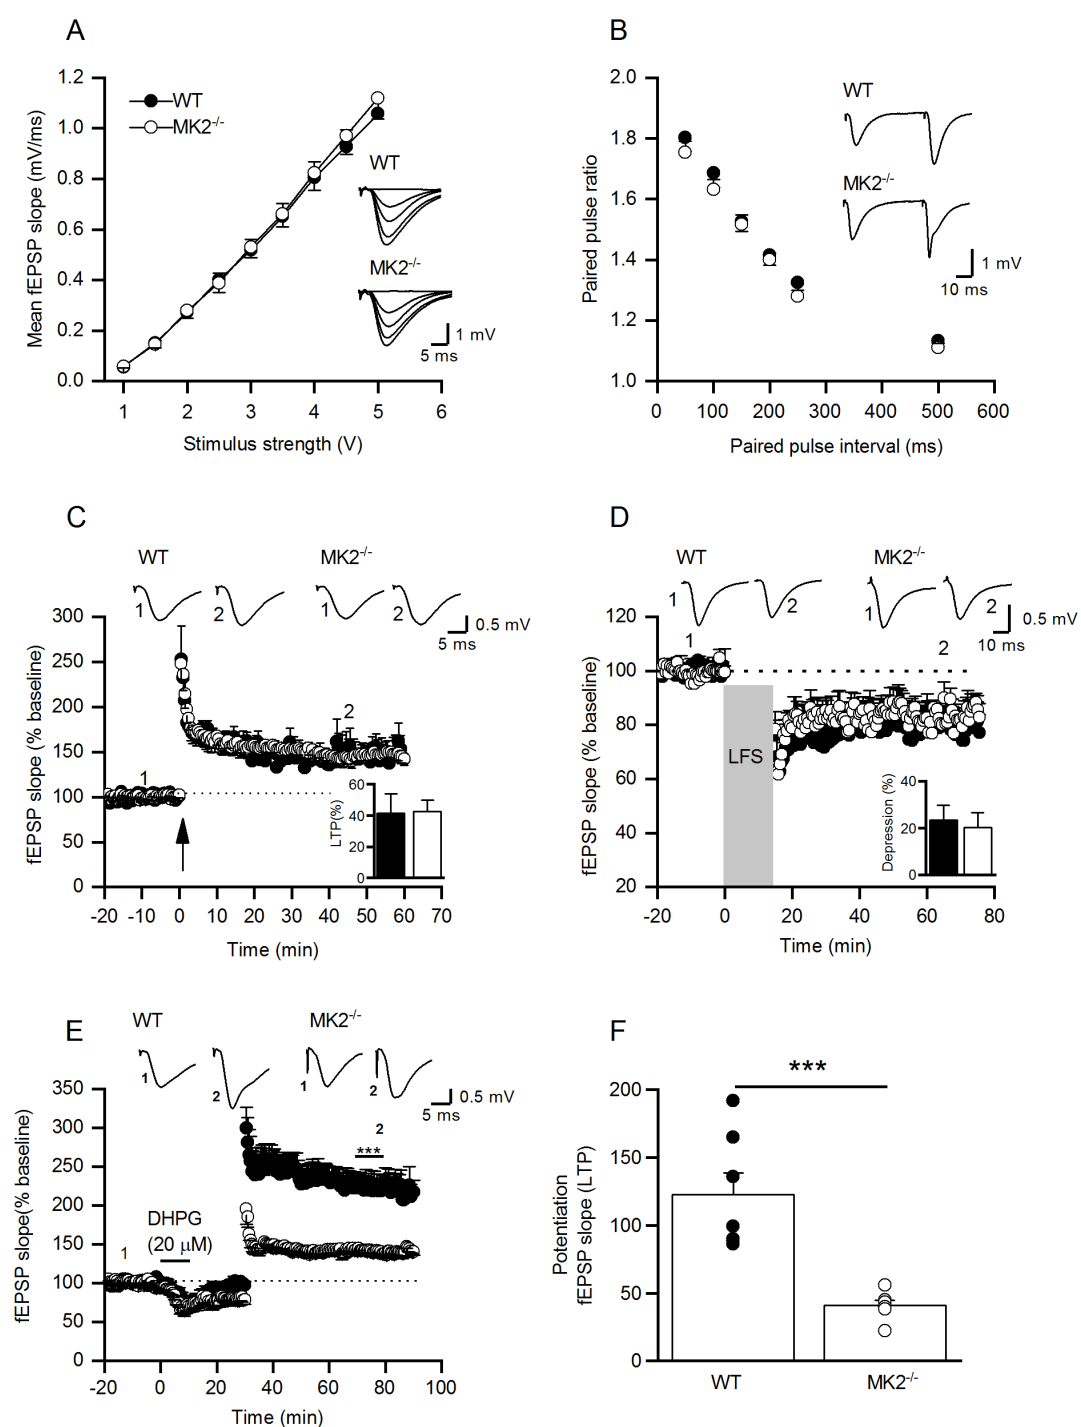 A
1.2
1.0
0.8
0.6
0.4
0.2
0.0
Mean fEPSP slope (mV/ms)
WT
MK2-/-
WT
MK2-/-
1 mV
5 ms
1 2 3 4 5 6
Stimulus strength (V)
B
2.0
1.8
1.6
1.4
1.2
1.0
Paired pulse ratio
WT
MK2-/-
1 mV
10 ms
0 100 200 300 400 500 600
Paired pulse interval (ms)
C
WT MK2-/-
1 2 1 2
0.5 mV
5 ms
300
250
200
150
100
50
0
fEPSP slope (% baseline)
2
1
60
40
20
0
LTP(%)
-20 -10 0 10 20 30 40 50 60 70
Time (min)
D
WT MK2-/-
1 2 1 2
0.5 mV
10 ms
120
100
80
60
40
20
fEPSP slope (% baseline)
1
2
LFS
40
20
0
Depression (%)
-20 0 20 40 60 80
Time (min)
E
WT MK2-/-
1 2 1 2
0.5 mV
5 ms
350
300
250
200
150
100
50
0
fEPSP slope(% baseline)
2
***
DHPG
(20 µM)
1
-20 0 20 40 60 80 100
Time (min)
F
***
200
150
100
50
0
Potentiation
fEPSP slope (LTP)
WT MK2-/-